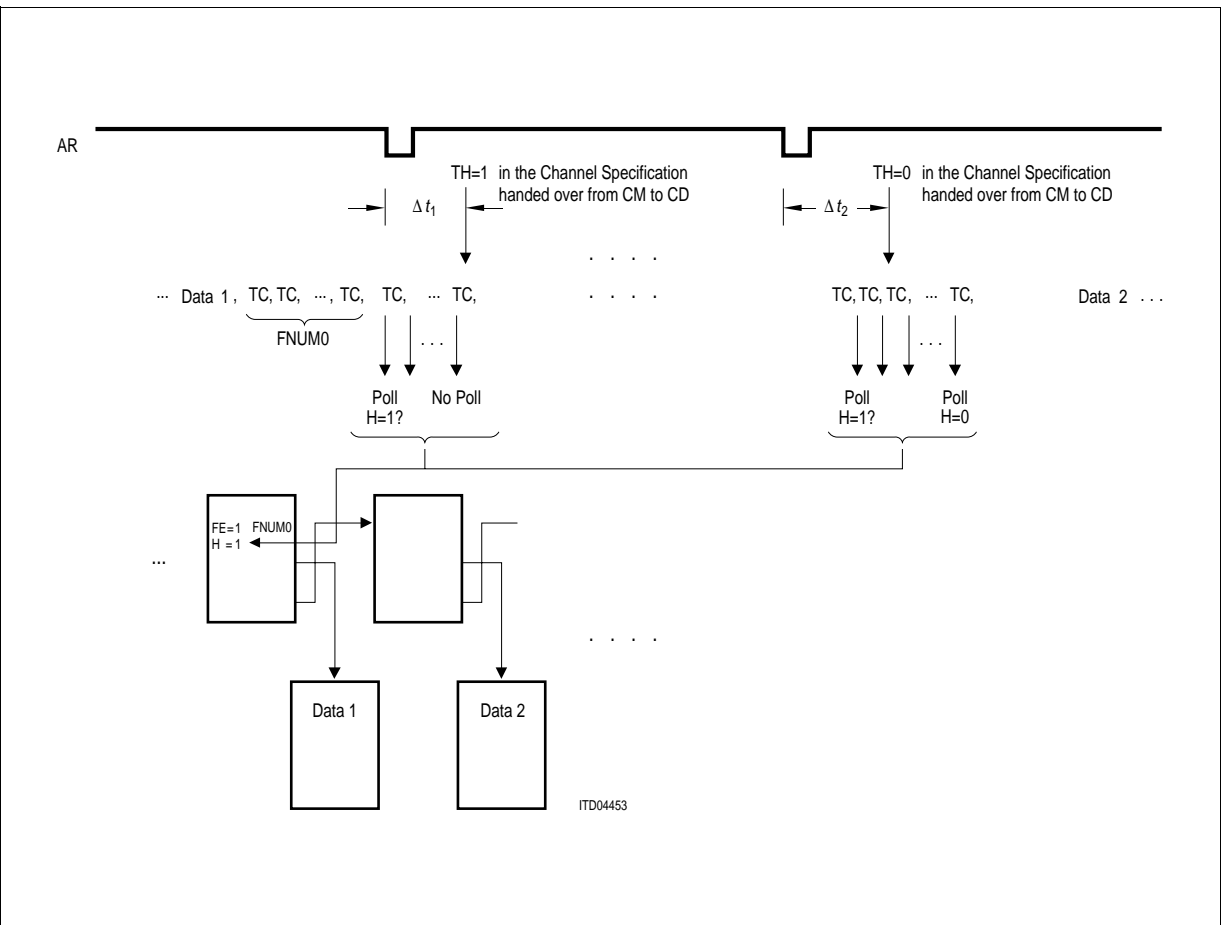 AR
TH=1 in the Channel Specification
handed over from CM to CD
TH=0 in the Channel Specification
handed over from CM to CD
Δt1
Δt2
. . . .
... Data 1, TC, TC, ..., TC, TC, ... TC,
. . . .
TC, TC, TC, ... TC,
Data 2 ...
FNUM0
. . .
. . .
Poll
H=1?
No Poll
Poll
H=1?
Poll
H=0
FE=1 FNUM0
H =1
...
. . . .
Data 1
Data 2
ITD04453